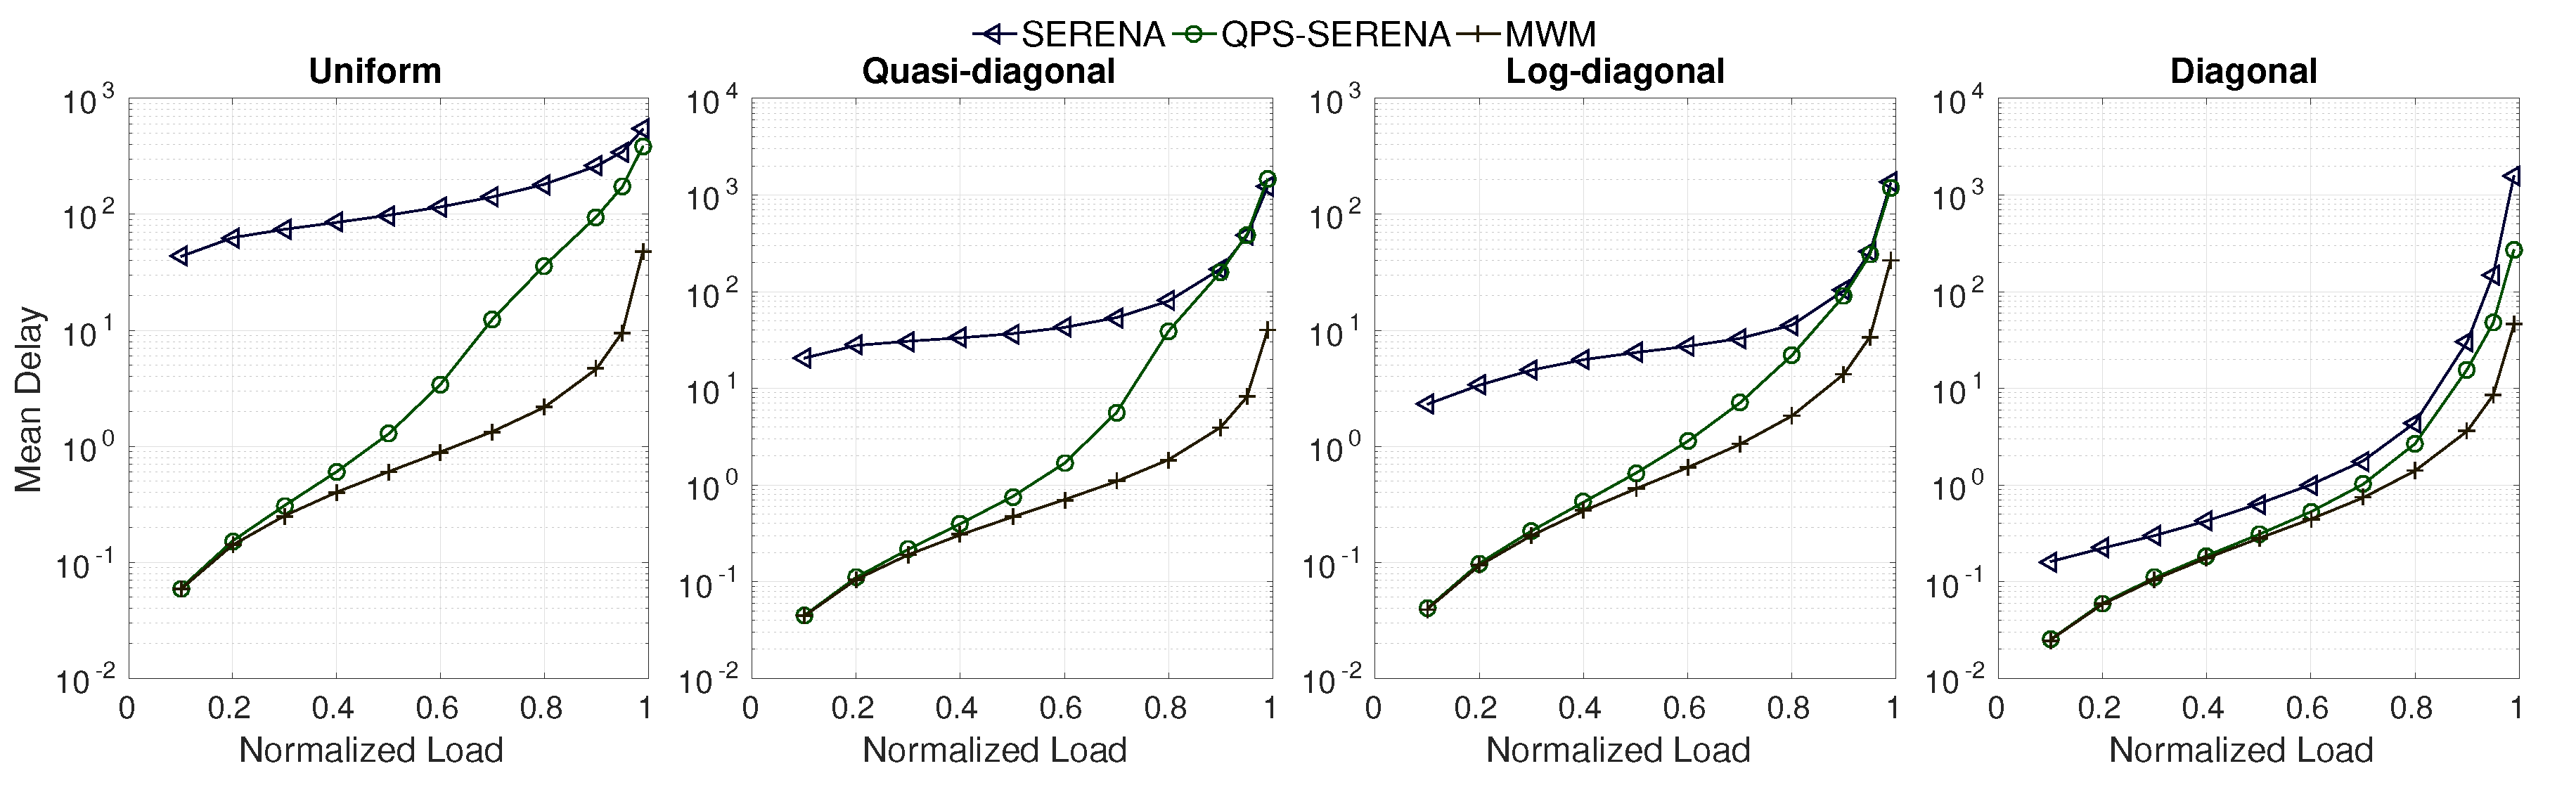 SERENA QPS-SERENA MWM
Uniform Quasi-diagonal Log-diagonal Diagonal
Mean Delay
10^3
10^2
10^1
10^0
10^-1
10^-2
0 0.2 0.4 0.6 0.8 1
Normalized Load
10^4
10^3
10^2
10^1
10^0
10^-1
10^-2
0 0.2 0.4 0.6 0.8 1
Normalized Load
10^3
10^2
10^1
10^0
10^-1
10^-2
0 0.2 0.4 0.6 0.8 1
Normalized Load
10^4
10^3
10^2
10^1
10^0
10^-1
10^-2
0 0.2 0.4 0.6 0.8 1
Normalized Load